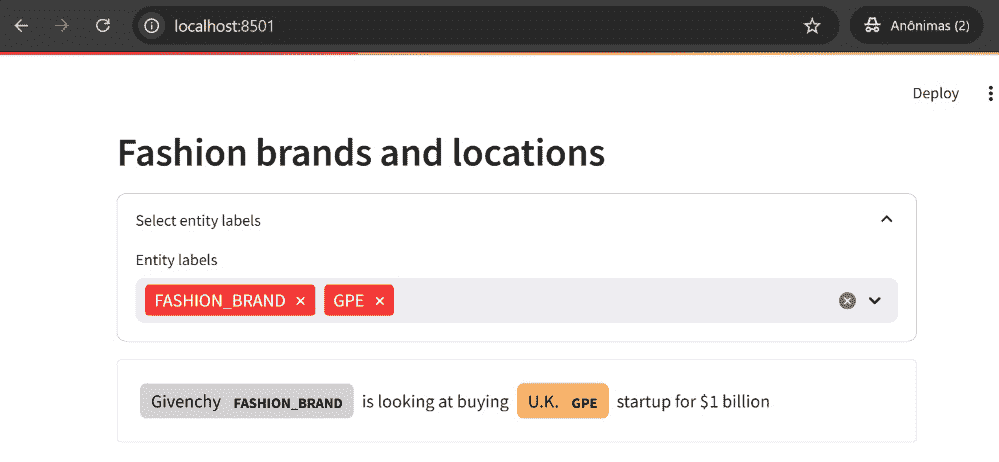 localhost:8501
Anônimas (2)
Deploy
Fashion brands and locations
Select entity labels
Entity labels
FASHION_BRAND × GPE ×
Givenchy FASHION_BRAND is looking at buying U.K. GPE startup for $1 billion